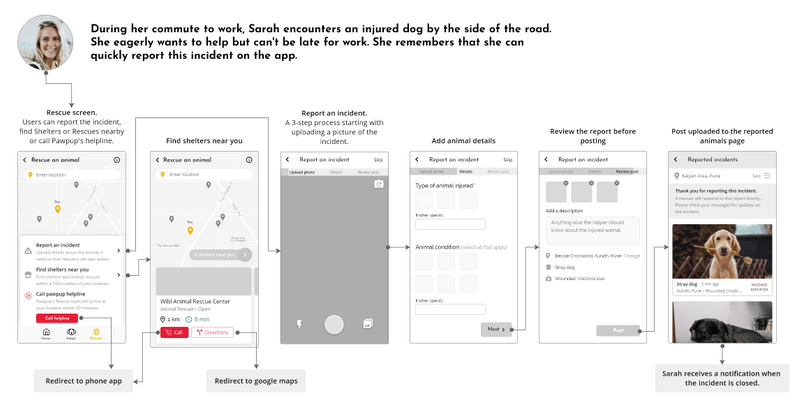 During her commute to work, Sarah encounters an injured dog by the side of the road.
She eagerly wants to help but can't be late for work. She remembers that she can
quickly report this incident on the app.
Rescue screen.
Users can report the incident,
find Shelters or Rescues nearby
or call Pawpup's helpline.
Rescue an animal
Enter location
You
Report an incident
Upload details about the animal in
need so that rescuers can take action.
Find shelters near you
Find shelters and animal rescues
within a 10km radius of your location.
Call pawpup helpline
Pawpup's Rescue team will arrive at
your location within 30 minutes.
Call helpline
Home
Adopt
Rescue
Find shelters near you
Rescue an animal
Enter location
You
4 shelters near you
Wild Animal Rescue Center
Animal Rescue • Open
1 km
6 min
Call
Directions
Redirect to phone app
Redirect to google maps
Report an incident.
A 3-step process starting with
uploading a picture of the
incident.
Report an incident
Skip
Upload photo
Details
Review post
Add animal details
Report an incident
Skip
Upload photo
Details
Review post
Type of animal injured*
If other, specify
Animal condition (Select all that apply)
If other, specify
Next
Review the report before
posting
Report an incident
Upload photo
Details
Review post
Add a description
Anything else the helper should
know about the injured animal.
Beside Crossword, Aundh, Pune
Change
Stray dog
Wounded, Unconscious
Post
Post uploaded to the reported
animals page
Reported incidents
Kalyan Area, Pune
Sort
Thank you for reporting this incident.
A rescuer will respond to this report shortly.
Please check your messages for updates on
the incident.
Stray dog
2 min ago
Aundh, Pune • Wounded, Unabl ...
MESSAGE
REPORTER
Sarah receives a notification when
the incident is closed.